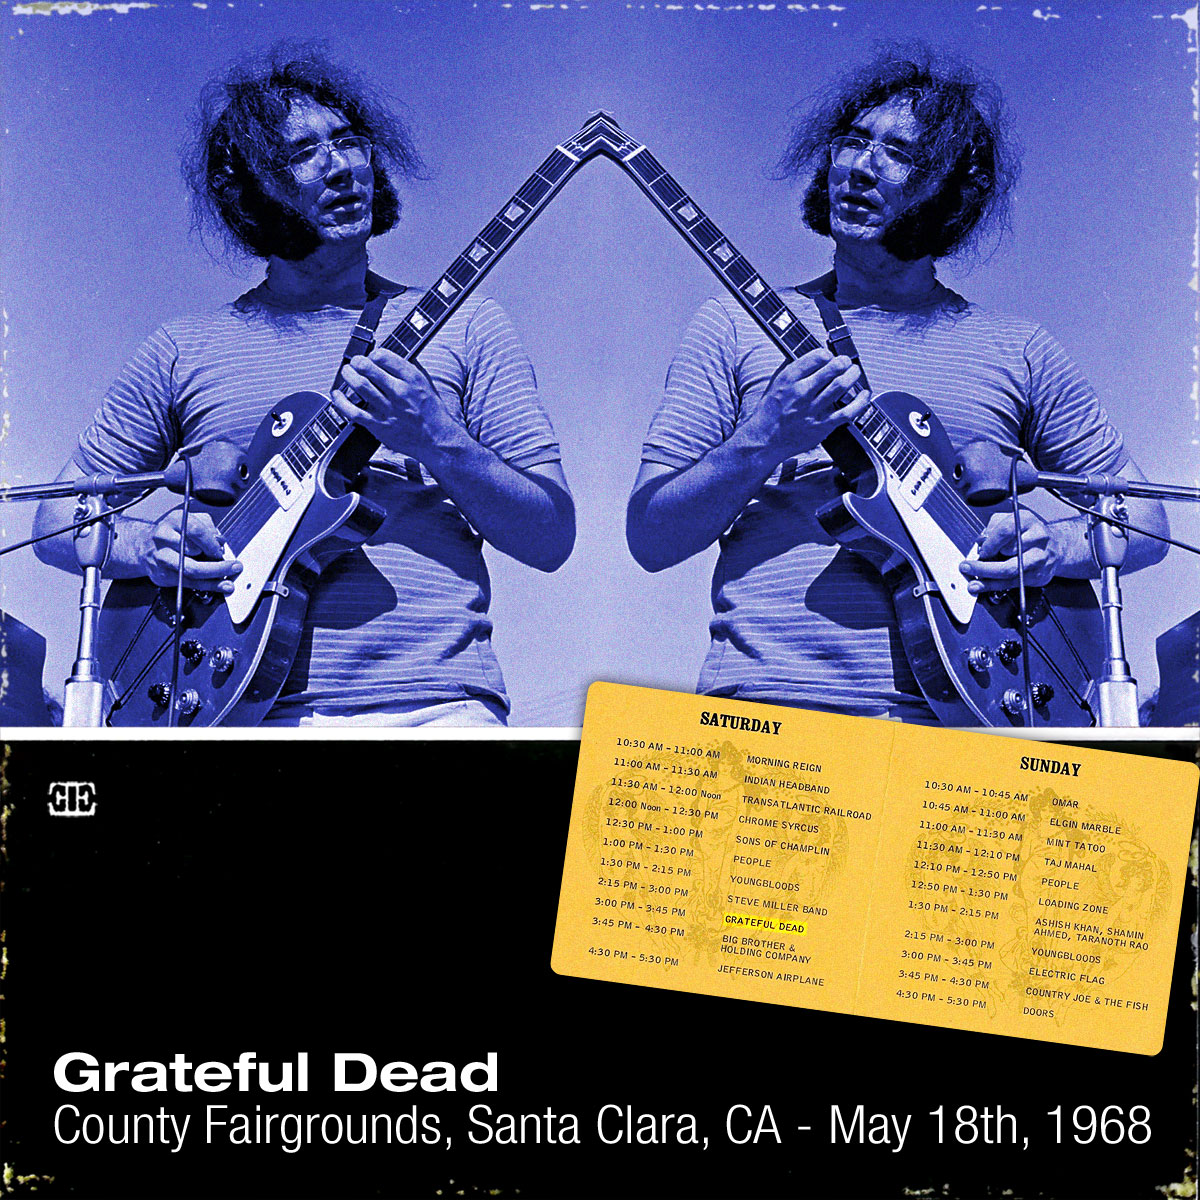 SATURDAY
10:30 AM – 11:00 AM MORNING REIGN
11:00 AM – 11:30 AM INDIAN HEADBAND
11:30 AM – 12:00 Noon TRANSATLANTIC RAILROAD
12:00 Noon – 12:30 PM CHROME SYRCUS
12:30 PM – 1:00 PM SONS OF CHAMPLIN
1:00 PM – 1:30 PM PEOPLE
1:30 PM – 2:15 PM YOUNGBLOODS
2:15 PM – 3:00 PM STEVE MILLER BAND
3:00 PM – 3:45 PM GRATEFUL DEAD
3:45 PM – 4:30 PM BIG BROTHER &
HOLDING COMPANY
4:30 PM – 5:30 PM JEFFERSON AIRPLANE
SUNDAY
10:30 AM – 10:45 AM OMAR
10:45 AM – 11:00 AM ELGIN MARBLE
11:00 AM – 11:30 AM MINT TATOO
11:30 AM – 12:10 PM TAJ MAHAL
12:10 PM – 12:50 PM PEOPLE
12:50 PM – 1:30 PM LOADING ZONE
1:30 PM – 2:15 PM ASHISH KHAN, SHAMIN
AHMED, TARANOTH RAO
2:15 PM – 3:00 PM YOUNGBLOODS
3:00 PM – 3:45 PM ELECTRIC FLAG
3:45 PM – 4:30 PM COUNTRY JOE & THE FISH
4:30 PM – 5:30 PM DOORS
Grateful Dead
County Fairgrounds, Santa Clara, CA - May 18th, 1968